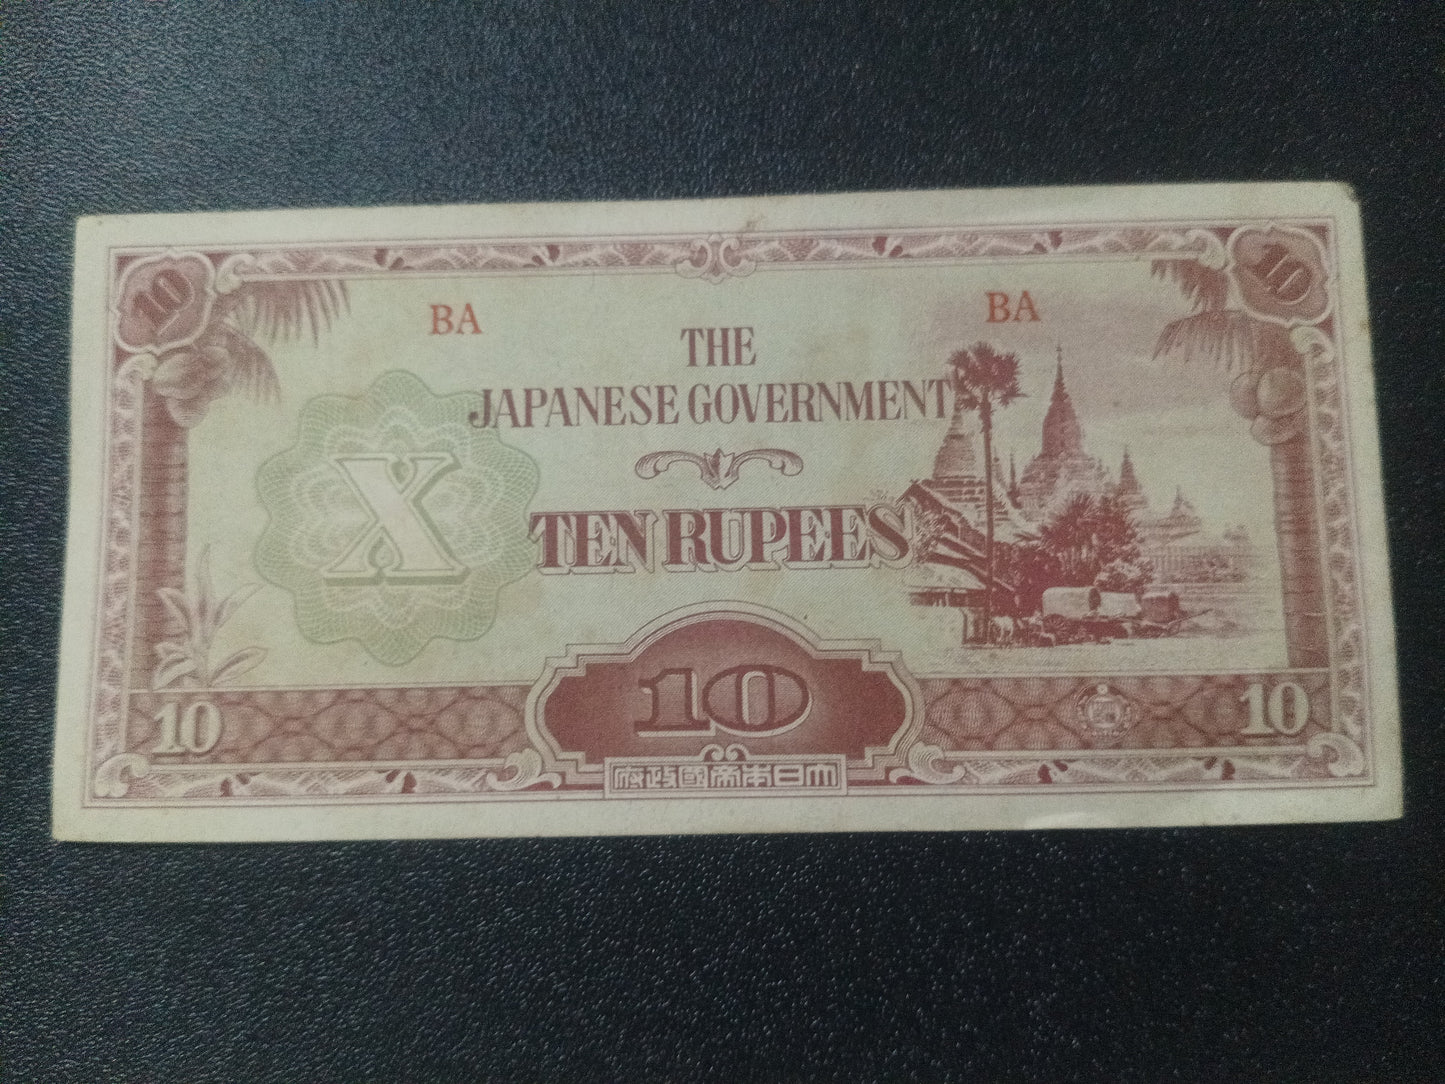 10 10
BA BA
THE
JAPANESE GOVERNMENT
X
TEN RUPEES
10 10 10
府政國帝本日大